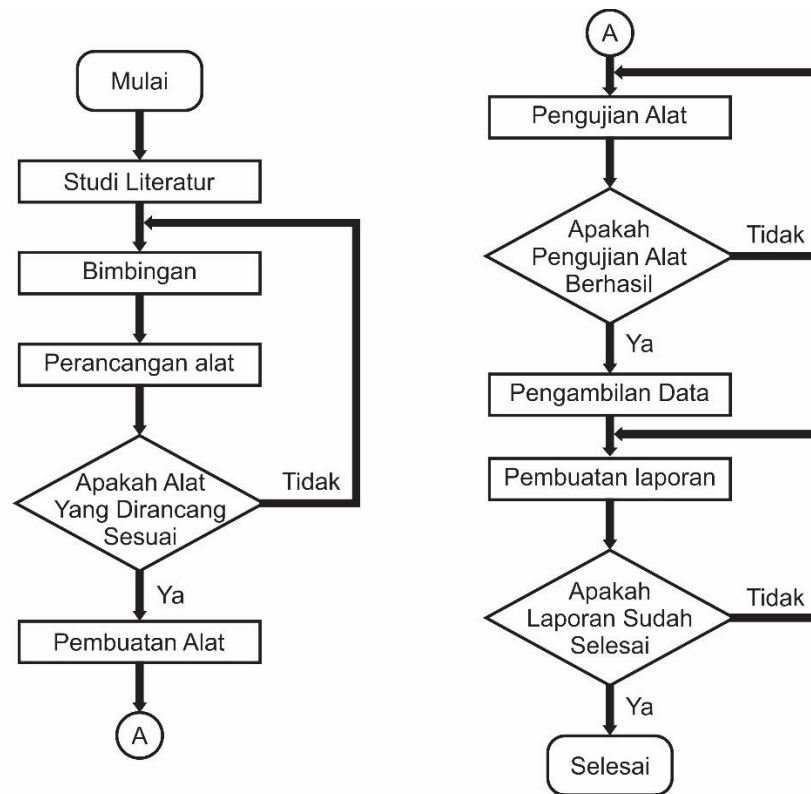 Mulai
Studi Literatur
Bimbingan
Perancangan alat
Apakah Alat
Yang Dirancang
Sesuai
Tidak
Ya
Pembuatan Alat
A
A
Pengujian Alat
Apakah
Pengujian Alat
Berhasil
Tidak
Ya
Pengambilan Data
Pembuatan laporan
Apakah
Laporan Sudah
Selesai
Tidak
Ya
Selesai